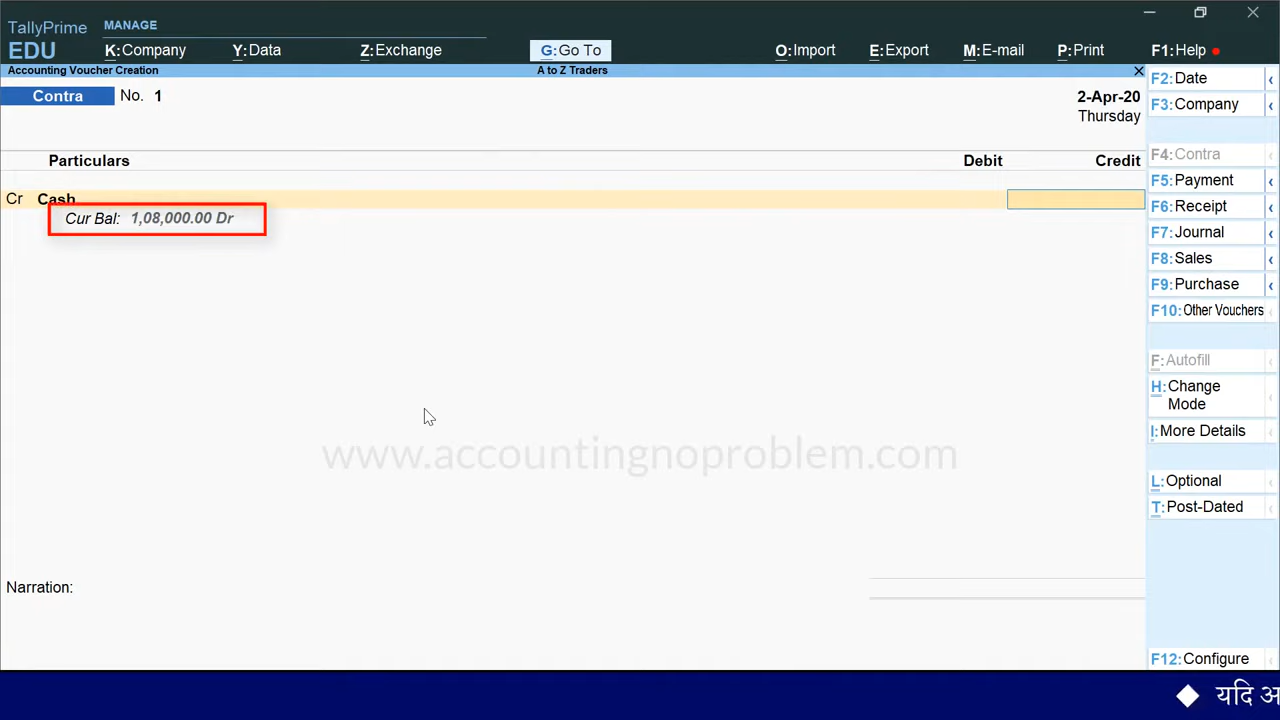 TallyPrime
EDU
MANAGE
K:Company Y:Data Z:Exchange G:Go To O:Import E:Export M:E-mail P:Print F1:Help
Accounting Voucher Creation A to Z Traders
Contra No. 1 2-Apr-20
Thursday
Particulars Debit Credit
Cr Cash
Cur Bal: 1,08,000.00 Dr
www.accountingnoproblem.com
Narration:
F2:Date
F3:Company
F4:Contra
F5:Payment
F6:Receipt
F7:Journal
F8:Sales
F9:Purchase
F10:Other Vouchers
F:Autofill
H:Change
Mode
I:More Details
L:Optional
T:Post-Dated
F12:Configure
यदि